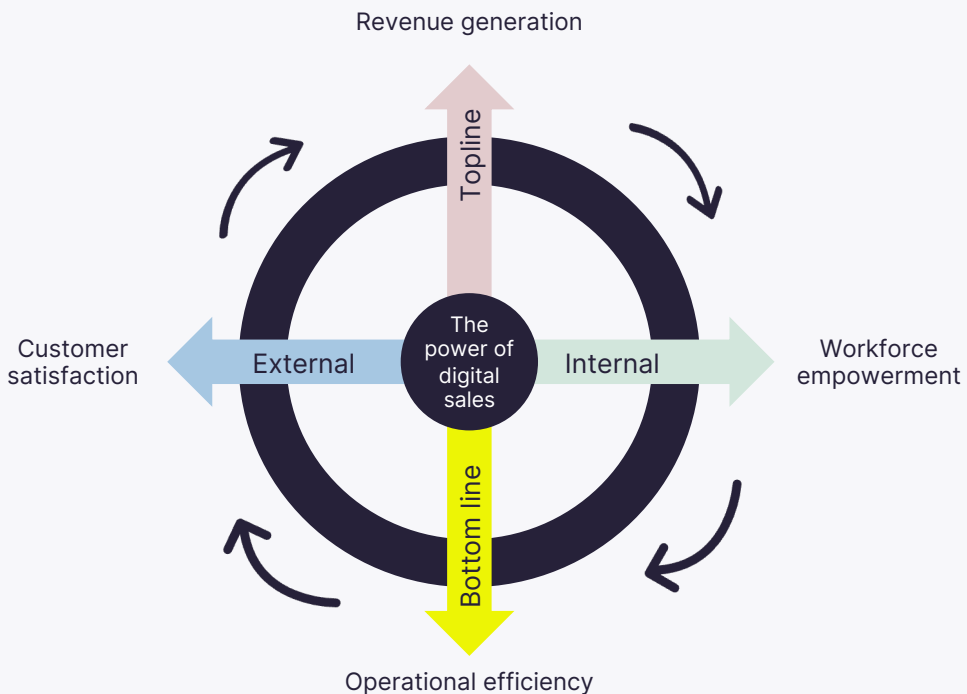 Revenue generation
Topline
Customer
satisfaction
External
The
power of
digital
sales
Internal
Workforce
empowerment
Bottom line
Operational efficiency